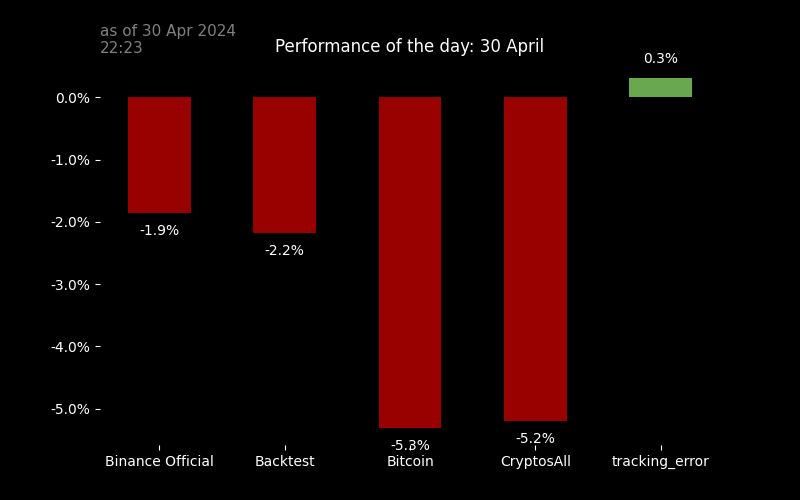 as of 30 Apr 2024
22:23
Performance of the day: 30 April
0.3%
0.0%
-1.0%
-2.0%
-1.9%
-2.2%
-3.0%
-4.0%
-5.0%
-5.3%
-5.2%
Binance Official
Backtest
Bitcoin
CryptosAll
tracking_error